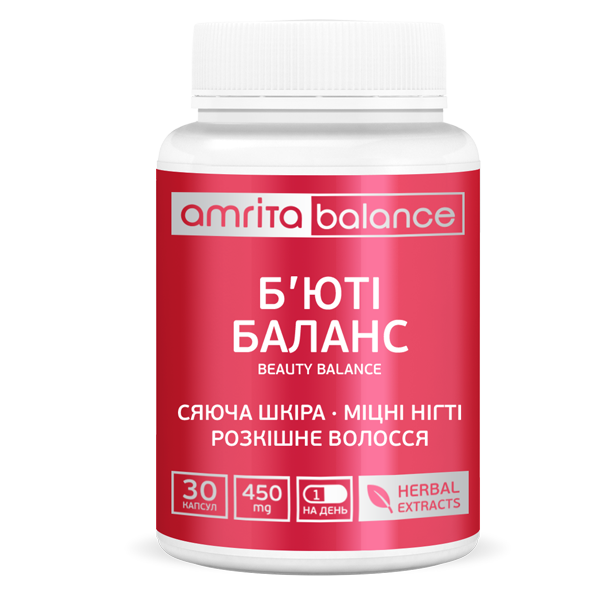 amrita balance
Б'ЮТІ
БАЛАНС
BEAUTY BALANCE
СЯЮЧА ШКІРА · МІЦНІ НІГТІ
РОЗКІШНЕ ВОЛОССЯ
30 КАПСУЛ
450 mg
1 НА ДЕНЬ
HERBAL
EXTRACTS